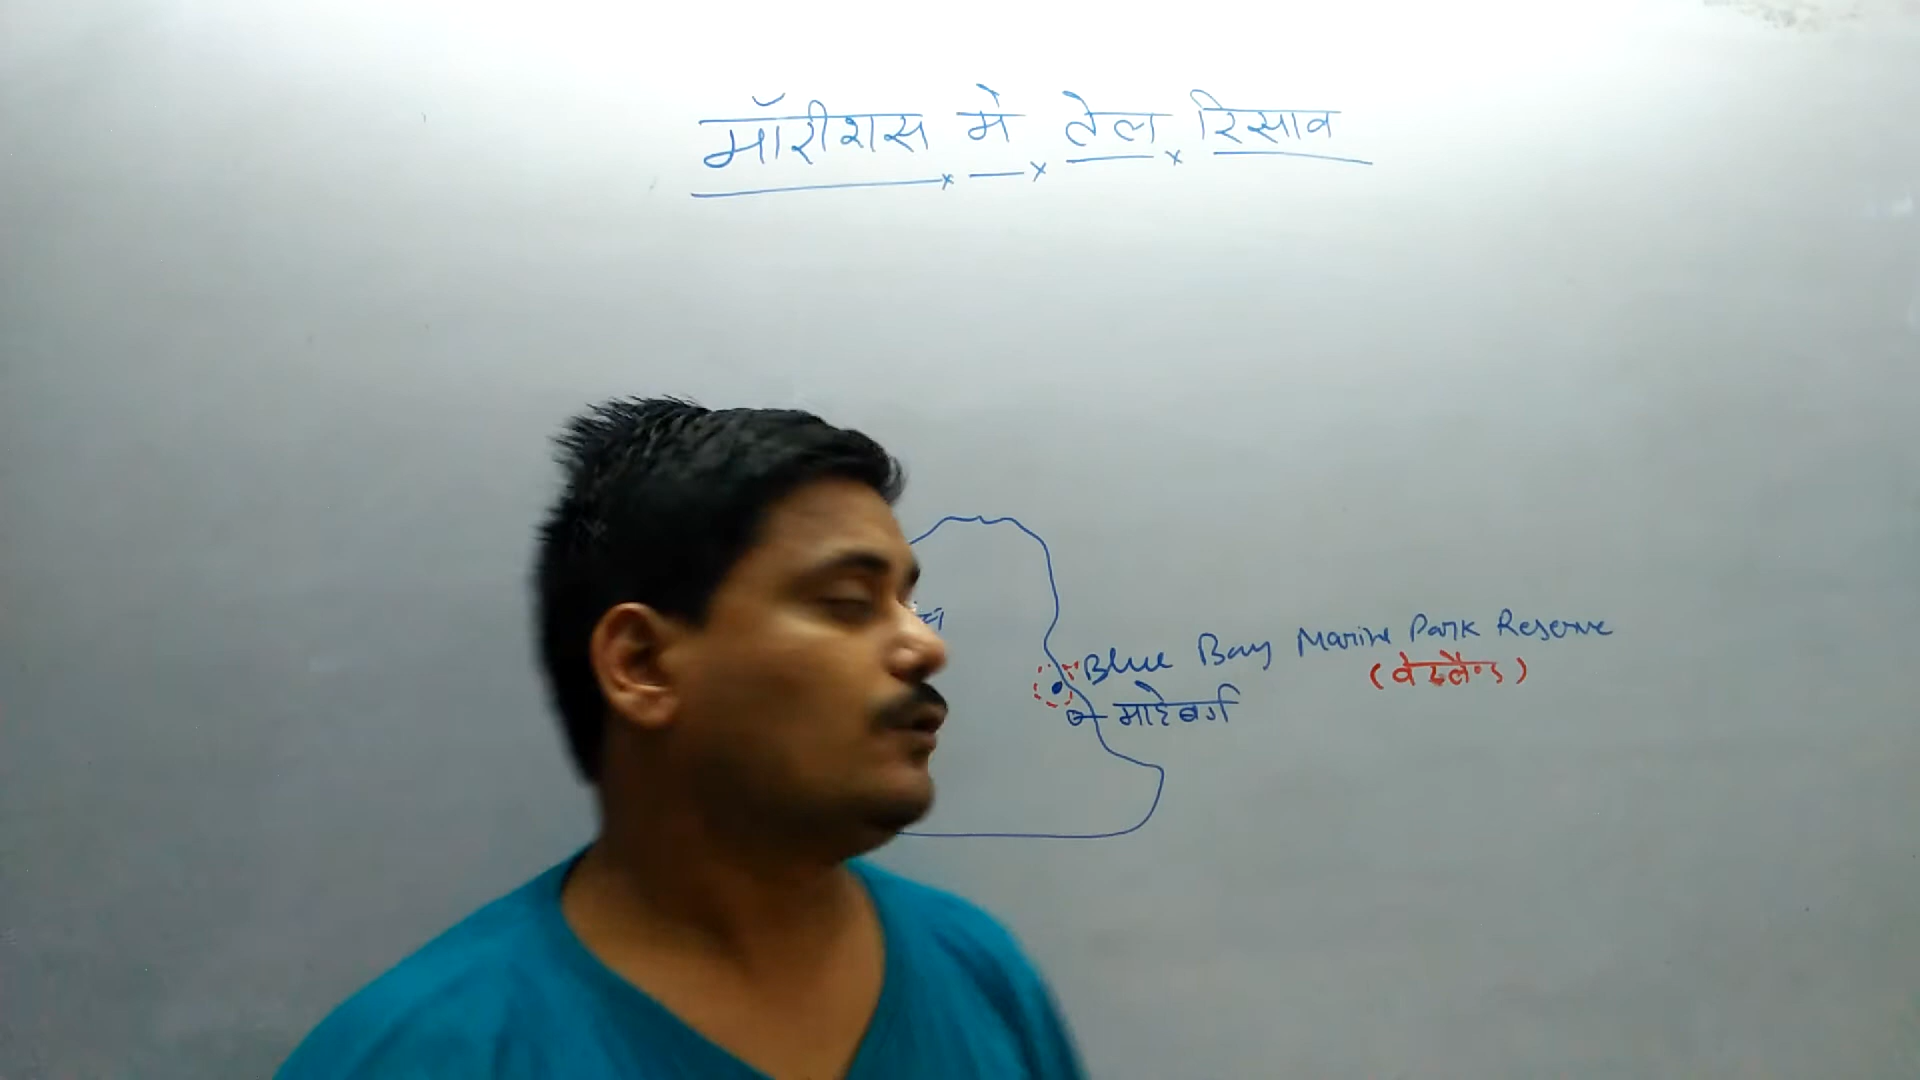 मॉरीशस मे तेल रिसाव
Blue Bay Marine Park Reserve
(वेटलैण्ड)
माहेबर्ग